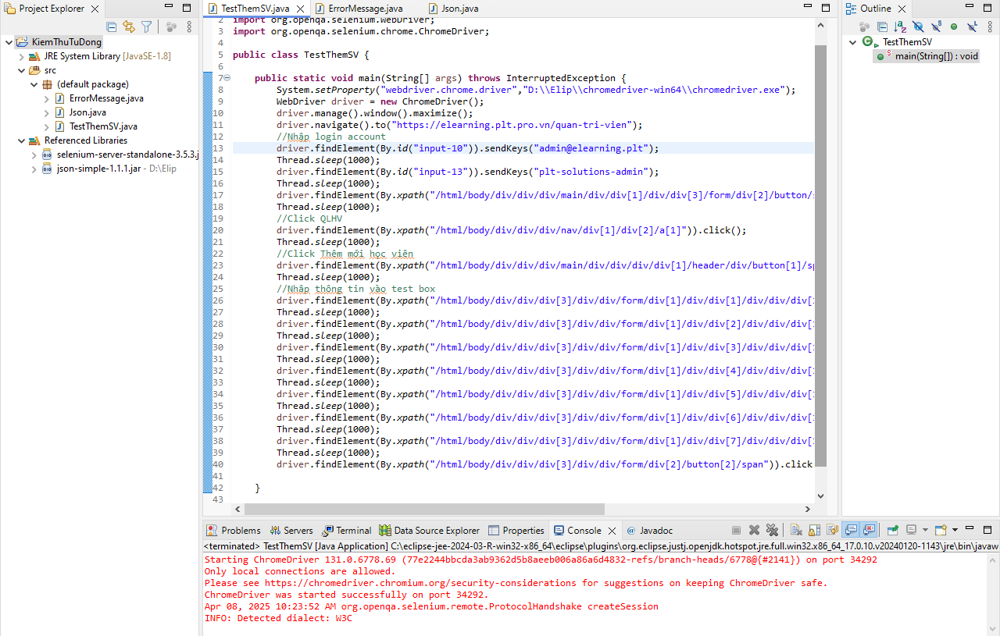 Project Explorer
KiemThuTuDong
JRE System Library [JavaSE-1.8]
src
(default package)
ErrorMessage.java
Json.java
TestThemSV.java
Referenced Libraries
selenium-server-standalone-3.5.3.j
json-simple-1.1.1.jar - D:\Elip
TestThemSV.java
ErrorMessage.java
Json.java
2 import org.openqa.selenium.WebDriver;
3 import org.openqa.selenium.chrome.ChromeDriver;
4
5 public class TestThemSV {
6
7 public static void main(String[] args) throws InterruptedException {
8 System.setProperty("webdriver.chrome.driver","D:\\Elip\\chromedriver-win64\\chromedriver.exe");
9 WebDriver driver = new ChromeDriver();
10 driver.manage().window().maximize();
11 driver.navigate().to("https://elearning.plt.pro.vn/quan-tri-vien");
12 //Nhập login account
13 driver.findElement(By.id("input-10")).sendKeys("admin@elearning.plt");
14 Thread.sleep(1000);
15 driver.findElement(By.id("input-13")).sendKeys("plt-solutions-admin");
16 Thread.sleep(1000);
17 driver.findElement(By.xpath("/html/body/div/div/div/main/div/div[1]/div/div[3]/form/div[2]/button/s
18 Thread.sleep(1000);
19 //Click QLHV
20 driver.findElement(By.xpath("/html/body/div/div/div/nav/div[1]/div[2]/a[1]")).click();
21 Thread.sleep(1000);
22 //Click Thêm mới học viên
23 driver.findElement(By.xpath("/html/body/div/div/div/main/div/div/div/div[1]/header/div/button[1]/sp
24 Thread.sleep(1000);
25 //Nhập thông tin vào test box
26 driver.findElement(By.xpath("/html/body/div/div/div[3]/div/div/form/div[1]/div/div[1]/div/div/div[1
27 Thread.sleep(1000);
28 driver.findElement(By.xpath("/html/body/div/div/div[3]/div/div/form/div[1]/div/div[2]/div/div/div[1
29 Thread.sleep(1000);
30 driver.findElement(By.xpath("/html/body/div/div/div[3]/div/div/form/div[1]/div/div[3]/div/div/div[1
31 Thread.sleep(1000);
32 driver.findElement(By.xpath("/html/body/div/div/div[3]/div/div/form/div[1]/div/div[4]/div/div/div[1
33 Thread.sleep(1000);
34 driver.findElement(By.xpath("/html/body/div/div/div[3]/div/div/form/div[1]/div/div[5]/div/div/div[1
35 Thread.sleep(1000);
36 driver.findElement(By.xpath("/html/body/div/div/div[3]/div/div/form/div[1]/div/div[6]/div/div/div[1
37 Thread.sleep(1000);
38 driver.findElement(By.xpath("/html/body/div/div/div[3]/div/div/form/div[1]/div/div[7]/div/div/div[1
39 Thread.sleep(1000);
40 driver.findElement(By.xpath("/html/body/div/div/div[3]/div/div/form/div[2]/button[2]/span")).click
41
42 }
43
Outline
TestThemSV
main(String[]) : void
Problems
Servers
Terminal
Data Source Explorer
Properties
Console
Javadoc
<terminated> TestThemSV [Java Application] C:\eclipse-jee-2024-03-R-win32-x86_64\eclipse\plugins\org.eclipse.justj.openjdk.hotspot.jre.full.win32.x86_64_17.0.10.v20240120-1143\jre\bin\javaw
Starting ChromeDriver 131.0.6778.69 (77e2244bbcda3ab9362d5b8aeeb006a86a6d4832-refs/branch-heads/6778@{#2141}) on port 34292
Only local connections are allowed.
Please see https://chromedriver.chromium.org/security-considerations for suggestions on keeping ChromeDriver safe.
ChromeDriver was started successfully on port 34292.
Apr 08, 2025 10:23:52 AM org.openqa.selenium.remote.ProtocolHandshake createSession
INFO: Detected dialect: W3C